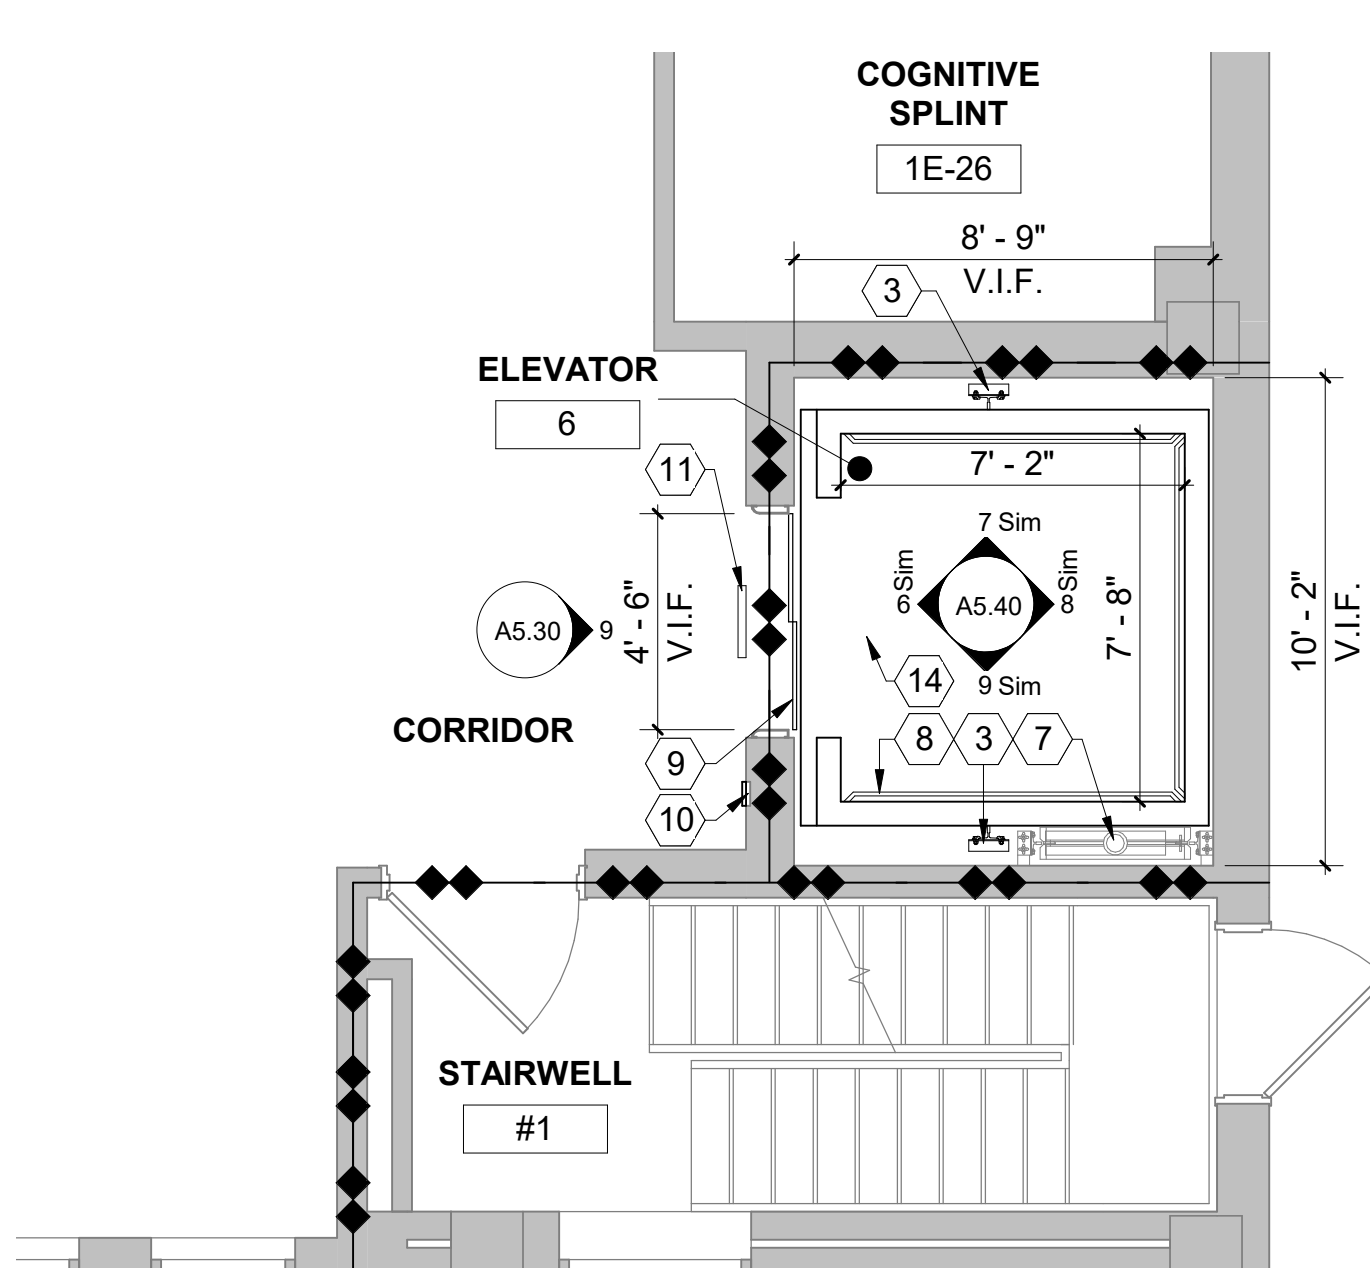 COGNITIVE
SPLINT
1E-26
8' - 9"
V.I.F.
3
ELEVATOR
6
11
7' - 2"
7 Sim
6 Sim
A5.40
8 Sim
9 Sim
7' - 8"
10' - 2"
V.I.F.
A5.30
9
4' - 6"
V.I.F.
14
CORRIDOR
8
3
7
9
10
STAIRWELL
#1